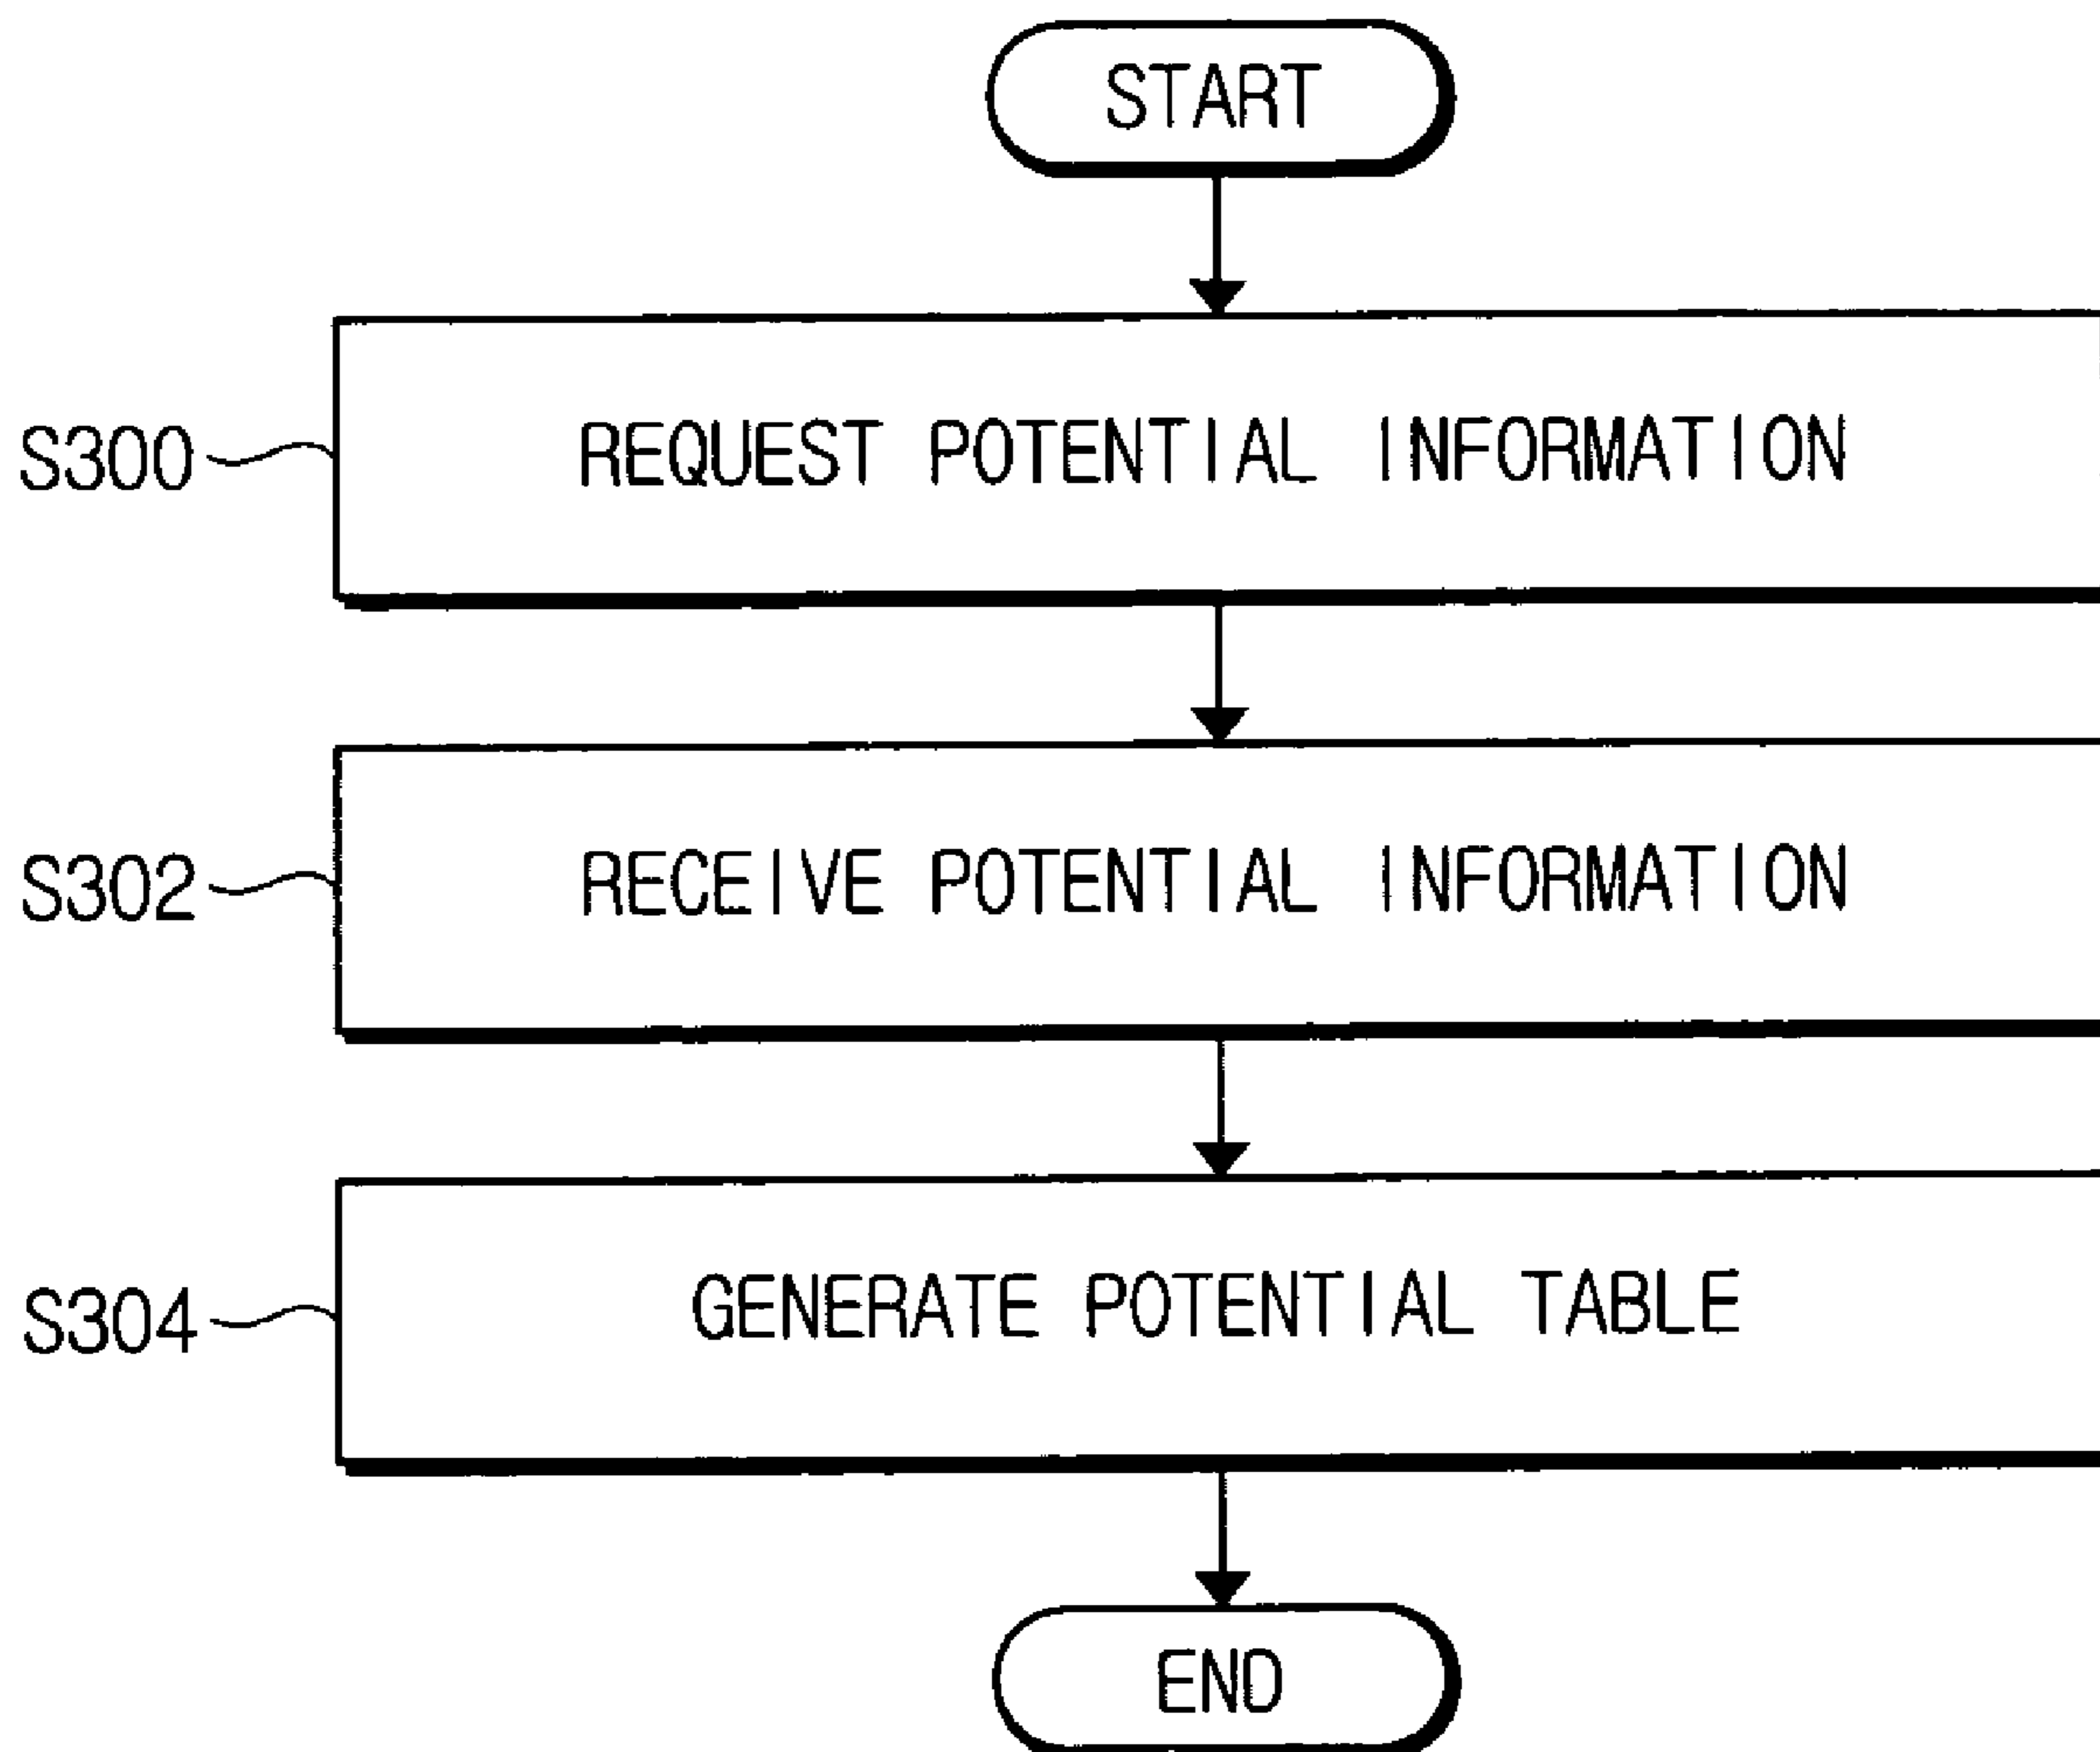 START
S300
REQUEST POTENTIAL INFORMATION
S302
RECEIVE POTENTIAL INFORMATION
S304
GENERATE POTENTIAL TABLE
END